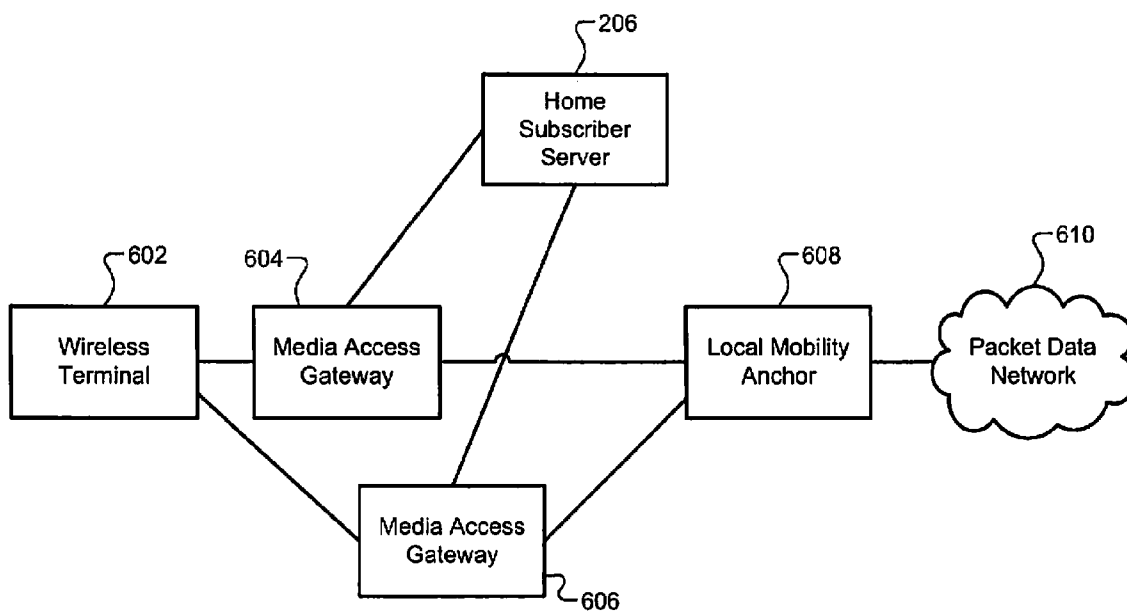 206
Home
Subscriber
Server
602
604
608
610
Wireless
Terminal
Media Access
Gateway
Local Mobility
Anchor
Packet Data
Network
Media Access
Gateway
606